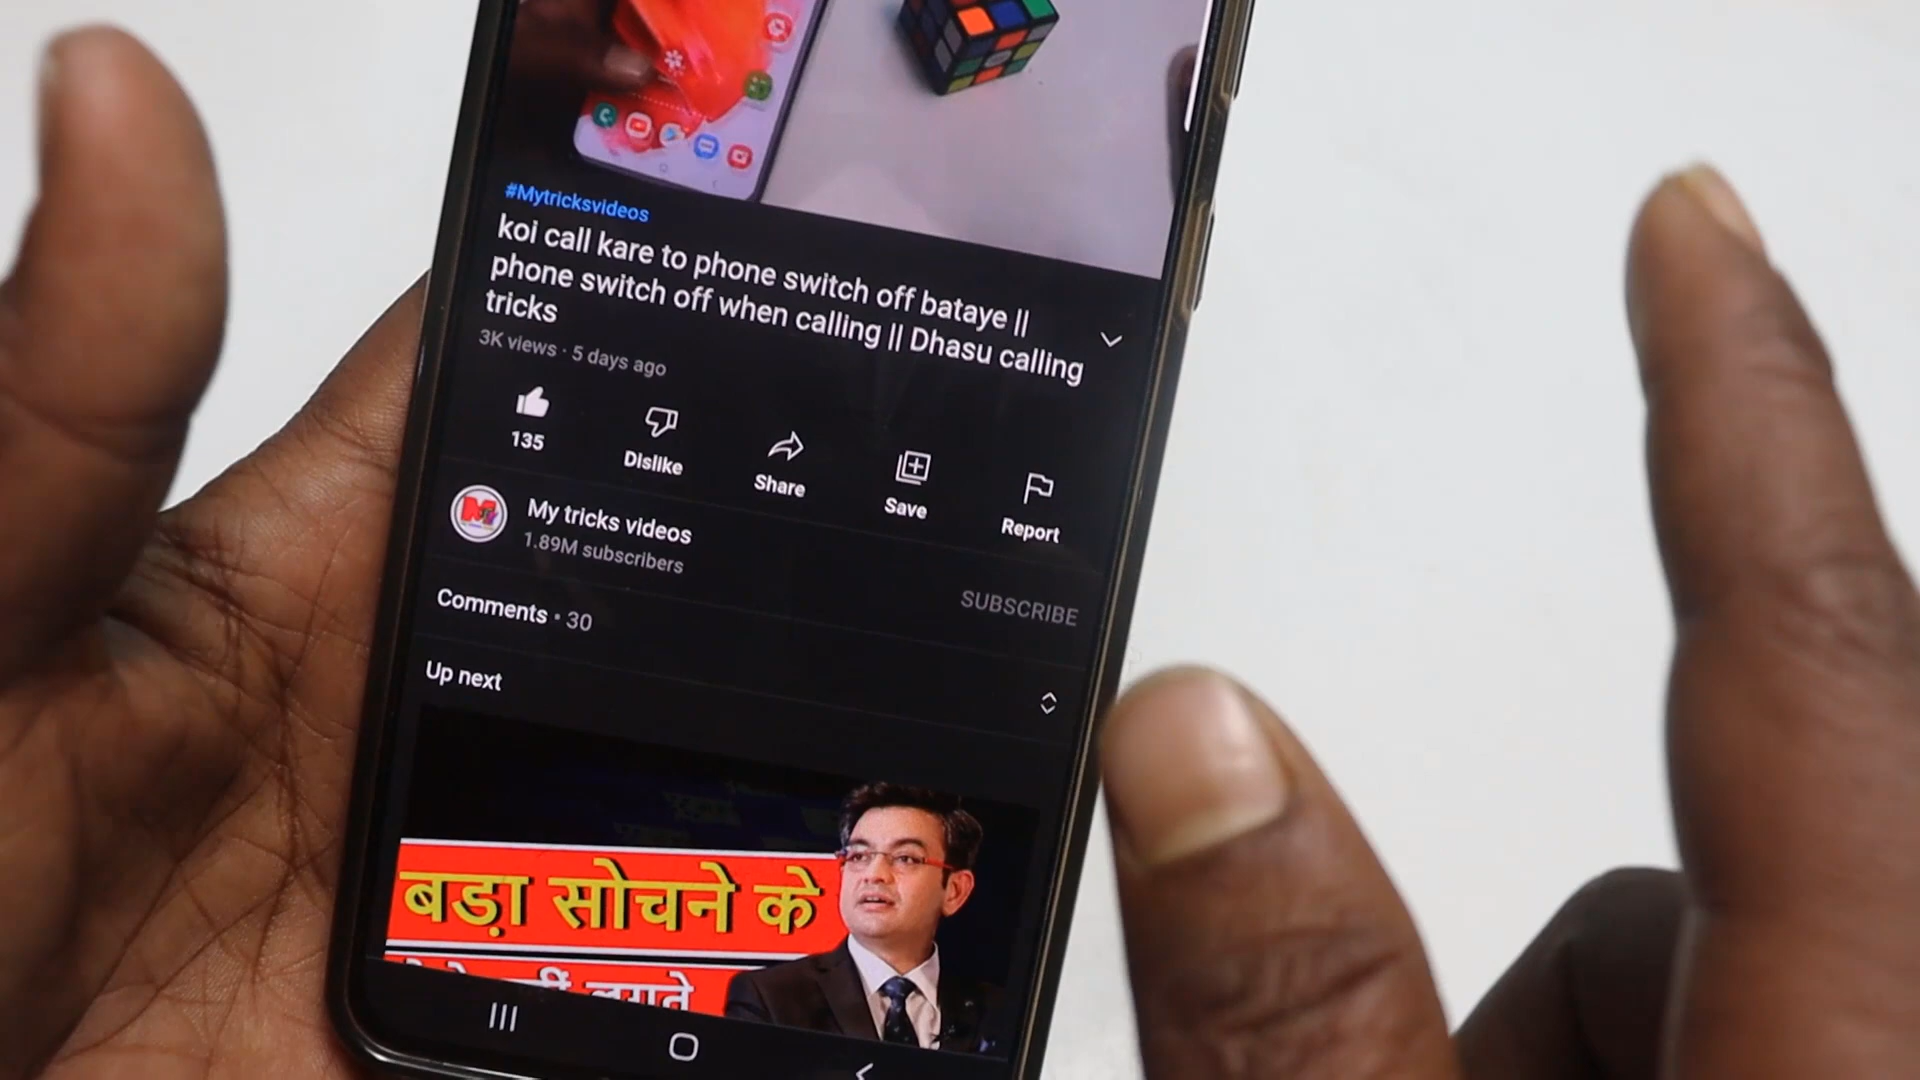 #Mytricksvideos
koi call kare to phone switch off bataye ||
phone switch off when calling || Dhasu calling
tricks
3K views · 5 days ago
135
Dislike
Share
Save
Report
My tricks videos
1.89M subscribers
SUBSCRIBE
Comments • 30
Up next
बड़ा सोचने के
नहीं लगते